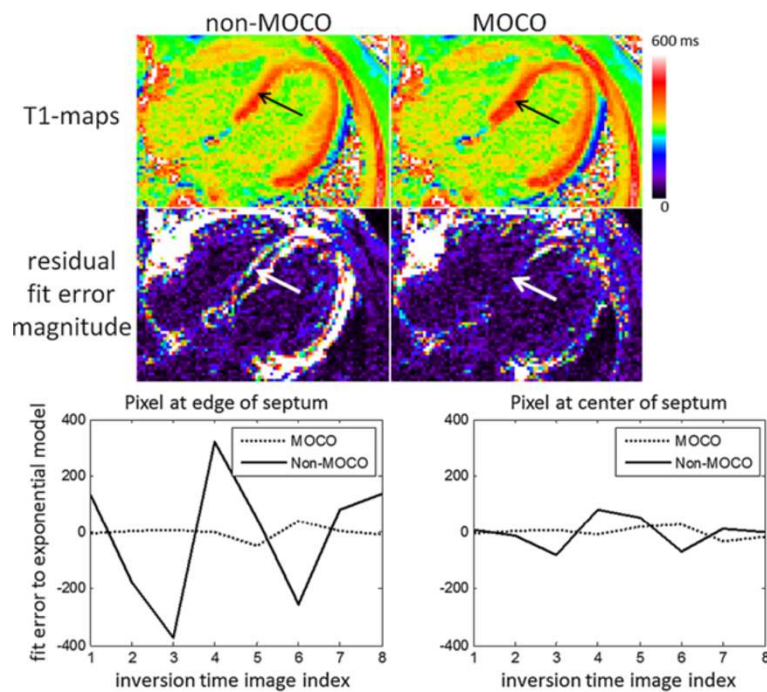 non-MOCO MOCO
600 ms
T1-maps
0
residual
fit error
magnitude
Pixel at edge of septum
Pixel at center of septum
fit error to exponential model
400
200
0
-200
-400
MOCO
Non-MOCO
1 2 3 4 5 6 7 8
inversion time image index
400
200
0
-200
-400
MOCO
Non-MOCO
1 2 3 4 5 6 7 8
inversion time image index